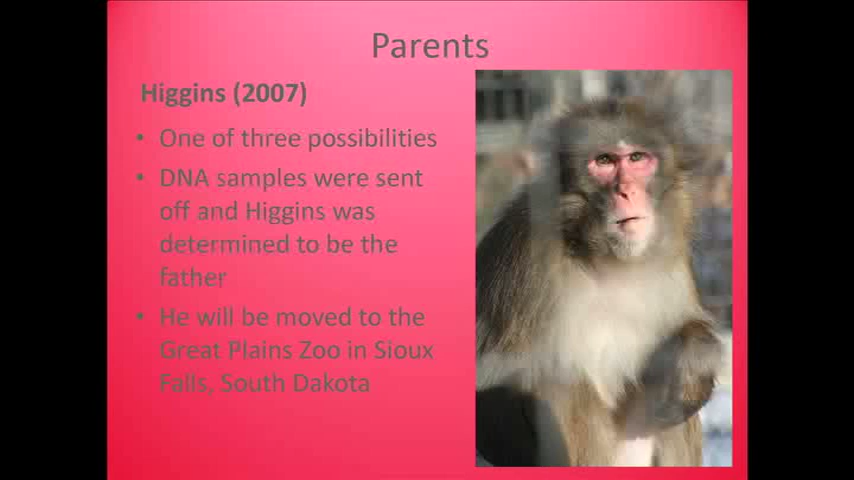 Parents
Higgins (2007)
• One of three possibilities
• DNA samples were sent
off and Higgins was
determined to be the
father
• He will be moved to the
Great Plains Zoo in Sioux
Falls, South Dakota